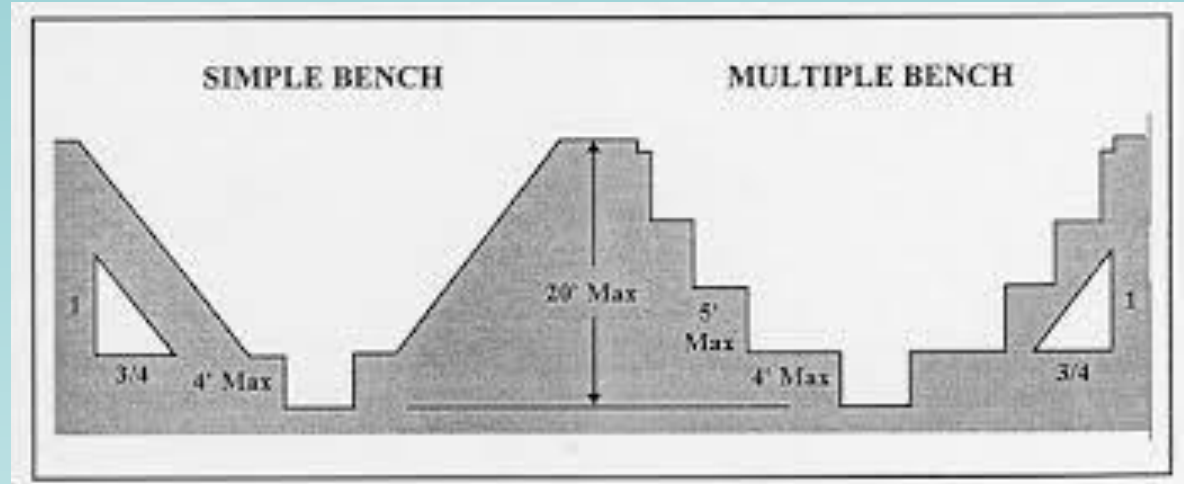 SIMPLE BENCH
MULTIPLE BENCH
1
3/4
4' Max
20' Max
5'
Max
4' Max
1
3/4